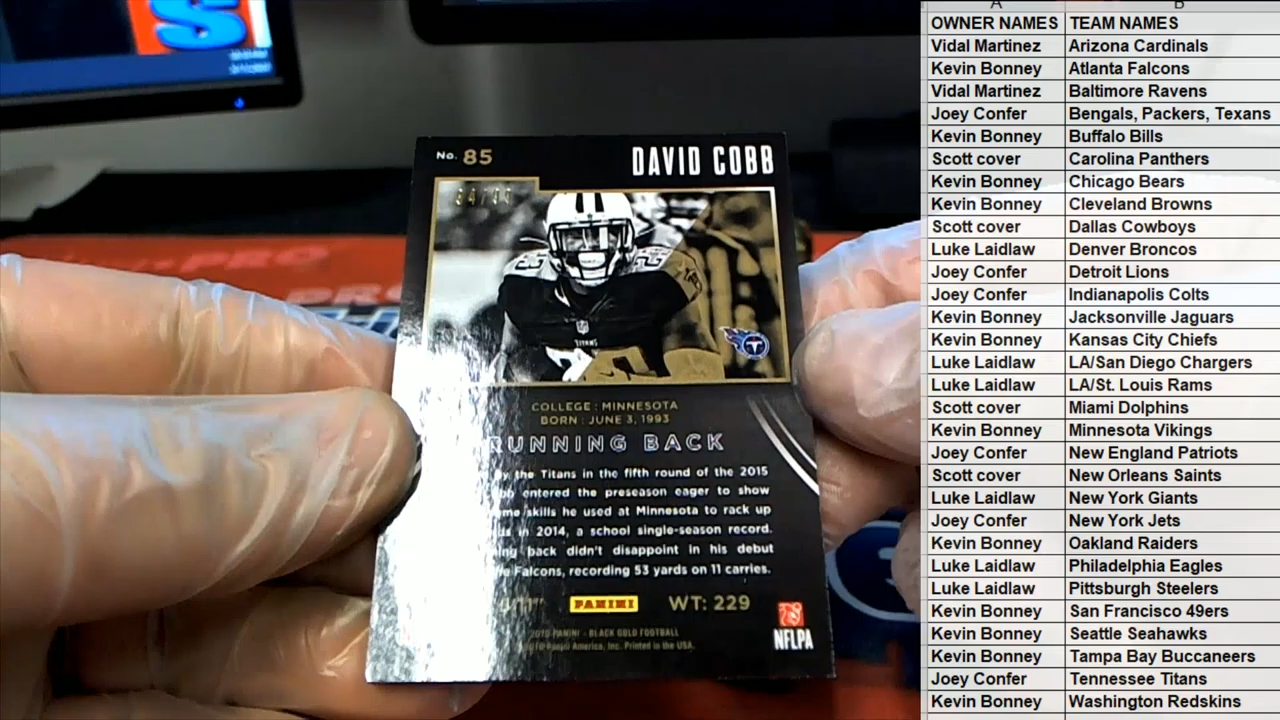 No. 85
DAVID COBB
TITANS
COLLEGE : MINNESOTA
BORN : JUNE 3, 1993
RUNNING BACK
the Titans in the fifth round of the 2015
entered the preseason eager to show
skills he used at Minnesota to rack up
in 2014, a school single-season record.
back didn't disappoint in his debut
Falcons, recording 53 yards on 11 carries.
PANINI
WT: 229
PANINI - BLACK GOLD FOOTBALL
America, Inc. Printed in the USA.
NFLPA
A B
OWNER NAMES TEAM NAMES
Vidal Martinez Arizona Cardinals
Kevin Bonney Atlanta Falcons
Vidal Martinez Baltimore Ravens
Joey Confer Bengals, Packers, Texans
Kevin Bonney Buffalo Bills
Scott cover Carolina Panthers
Kevin Bonney Chicago Bears
Kevin Bonney Cleveland Browns
Scott cover Dallas Cowboys
Luke Laidlaw Denver Broncos
Joey Confer Detroit Lions
Joey Confer Indianapolis Colts
Kevin Bonney Jacksonville Jaguars
Kevin Bonney Kansas City Chiefs
Luke Laidlaw LA/San Diego Chargers
Luke Laidlaw LA/St. Louis Rams
Scott cover Miami Dolphins
Kevin Bonney Minnesota Vikings
Joey Confer New England Patriots
Scott cover New Orleans Saints
Luke Laidlaw New York Giants
Joey Confer New York Jets
Kevin Bonney Oakland Raiders
Luke Laidlaw Philadelphia Eagles
Luke Laidlaw Pittsburgh Steelers
Kevin Bonney San Francisco 49ers
Kevin Bonney Seattle Seahawks
Kevin Bonney Tampa Bay Buccaneers
Joey Confer Tennessee Titans
Kevin Bonney Washington Redskins